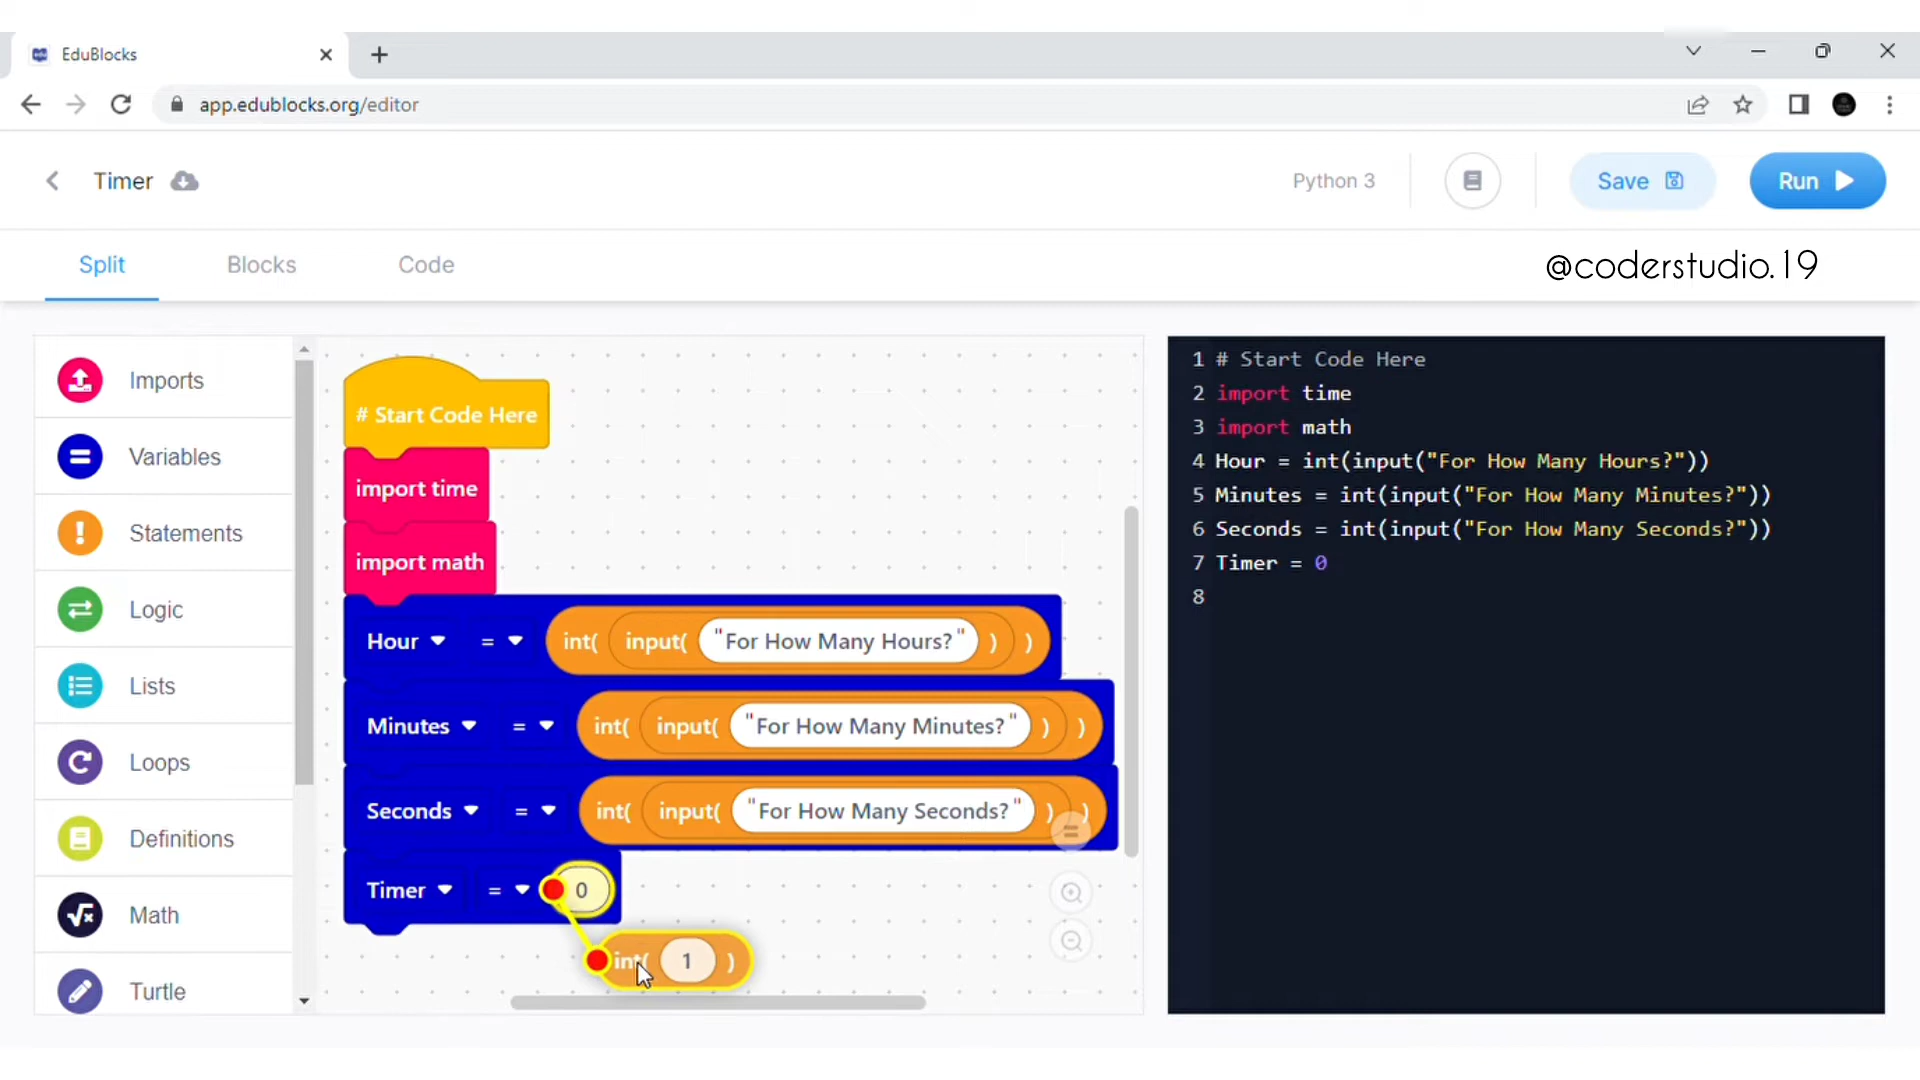 EduBlocks
app.edublocks.org/editor
Timer
Python 3
Save
Run
Split
Blocks
Code
@coderstudio.19
Imports
Variables
Statements
Logic
Lists
Loops
Definitions
Math
Turtle
# Start Code Here
import time
import math
Hour = int( input( "For How Many Hours?" ) )
Minutes = int( input( "For How Many Minutes?" ) )
Seconds = int( input( "For How Many Seconds?" ) )
Timer = 0
int( 1 )
1 # Start Code Here
2 import time
3 import math
4 Hour = int(input("For How Many Hours?"))
5 Minutes = int(input("For How Many Minutes?"))
6 Seconds = int(input("For How Many Seconds?"))
7 Timer = 0
8